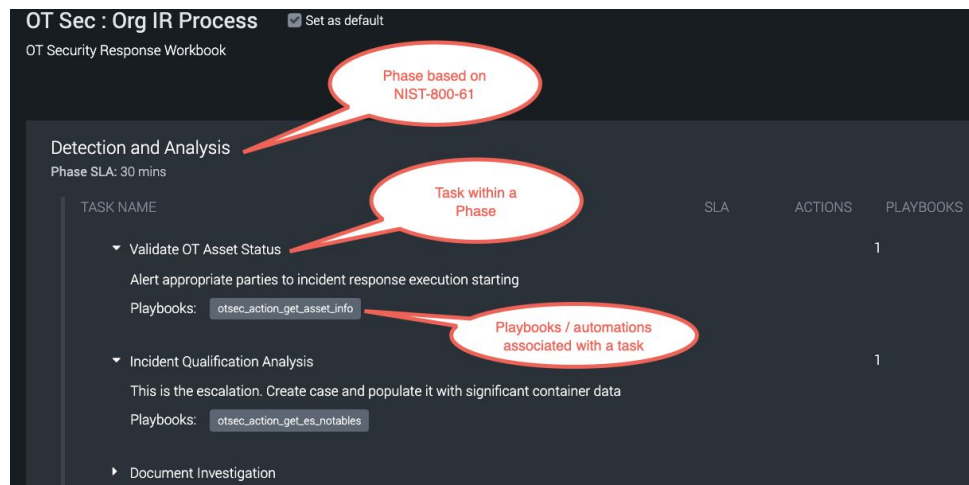 OT Sec : Org IR Process
Set as default
OT Security Response Workbook
Phase based on
NIST-800-61
Detection and Analysis
Phase SLA: 30 mins
Task within a
Phase
TASK NAME
SLA
ACTIONS
PLAYBOOKS
Validate OT Asset Status
1
Alert appropriate parties to incident response execution starting
Playbooks: otsec_action_get_asset_info
Playbooks / automations
associated with a task
Incident Qualification Analysis
1
This is the escalation. Create case and populate it with significant container data
Playbooks: otsec_action_get_es_notables
Document Investigation